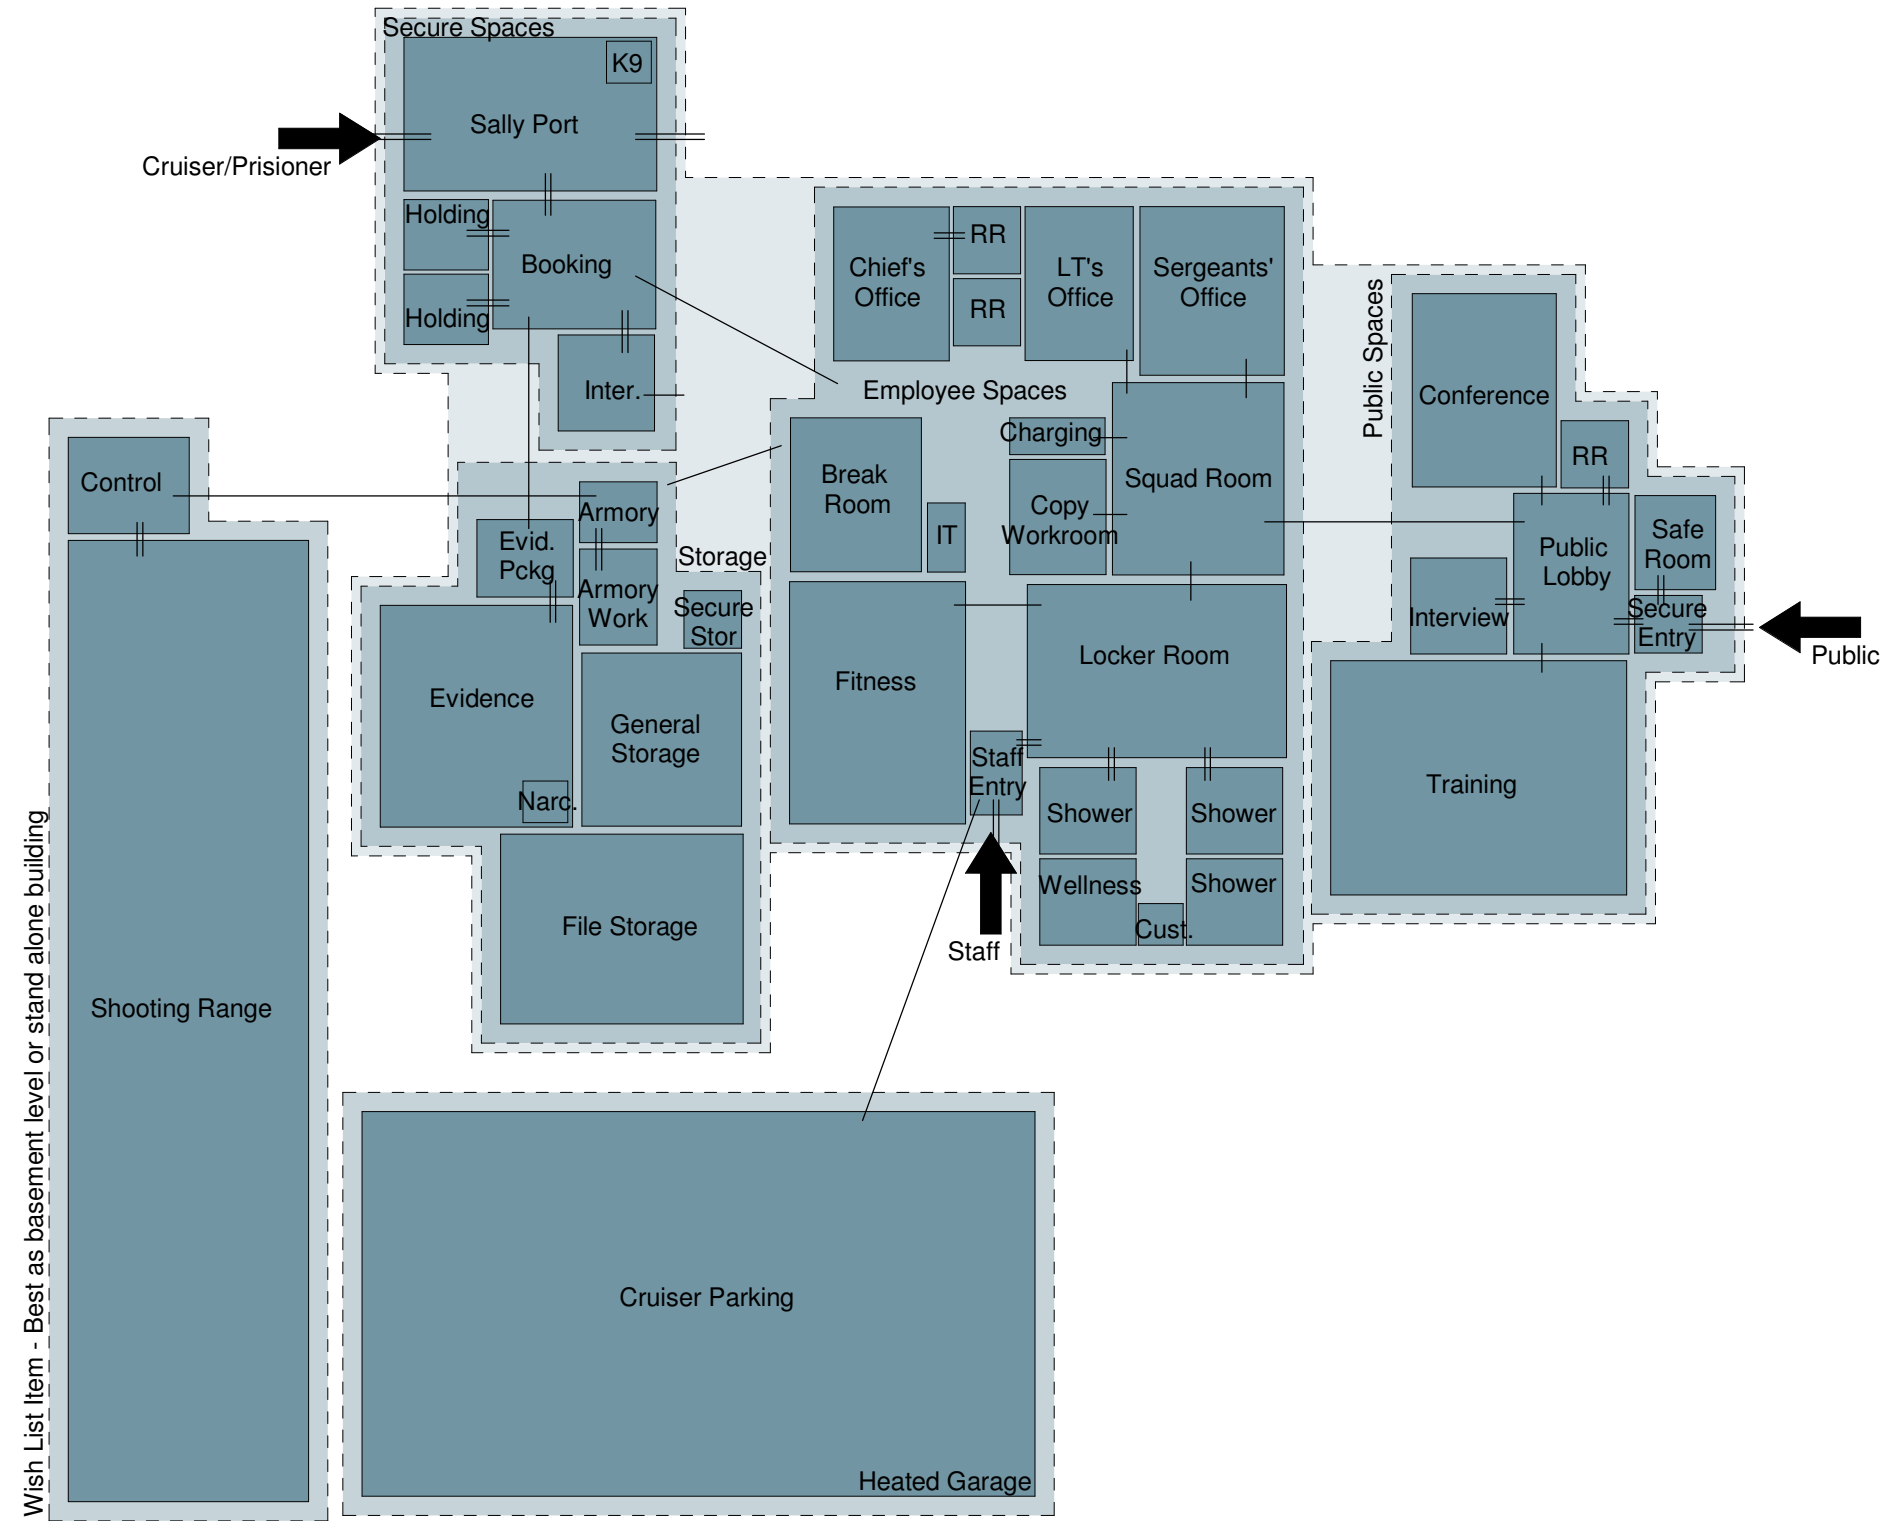 Secure Spaces
K9
Sally Port
Cruiser/Prisioner
Holding
Booking
Holding
Inter.
Chief's
Office
RR
RR
LT's
Office
Sergeants'
Office
Employee Spaces
Charging
Break
Room
IT
Copy
Workroom
Squad Room
Fitness
Locker Room
Staff
Entry
Shower
Shower
Wellness
Shower
Cust.
Staff
Public Spaces
Conference
RR
Safe
Room
Public
Lobby
Interview
Secure
Entry
Public
Training
Control
Shooting Range
Wish List Item - Best as basement level or stand alone building
Storage
Armory
Evid.
Pckg
Armory
Work
Secure
Stor
Evidence
General
Storage
Narc.
File Storage
Cruiser Parking
Heated Garage